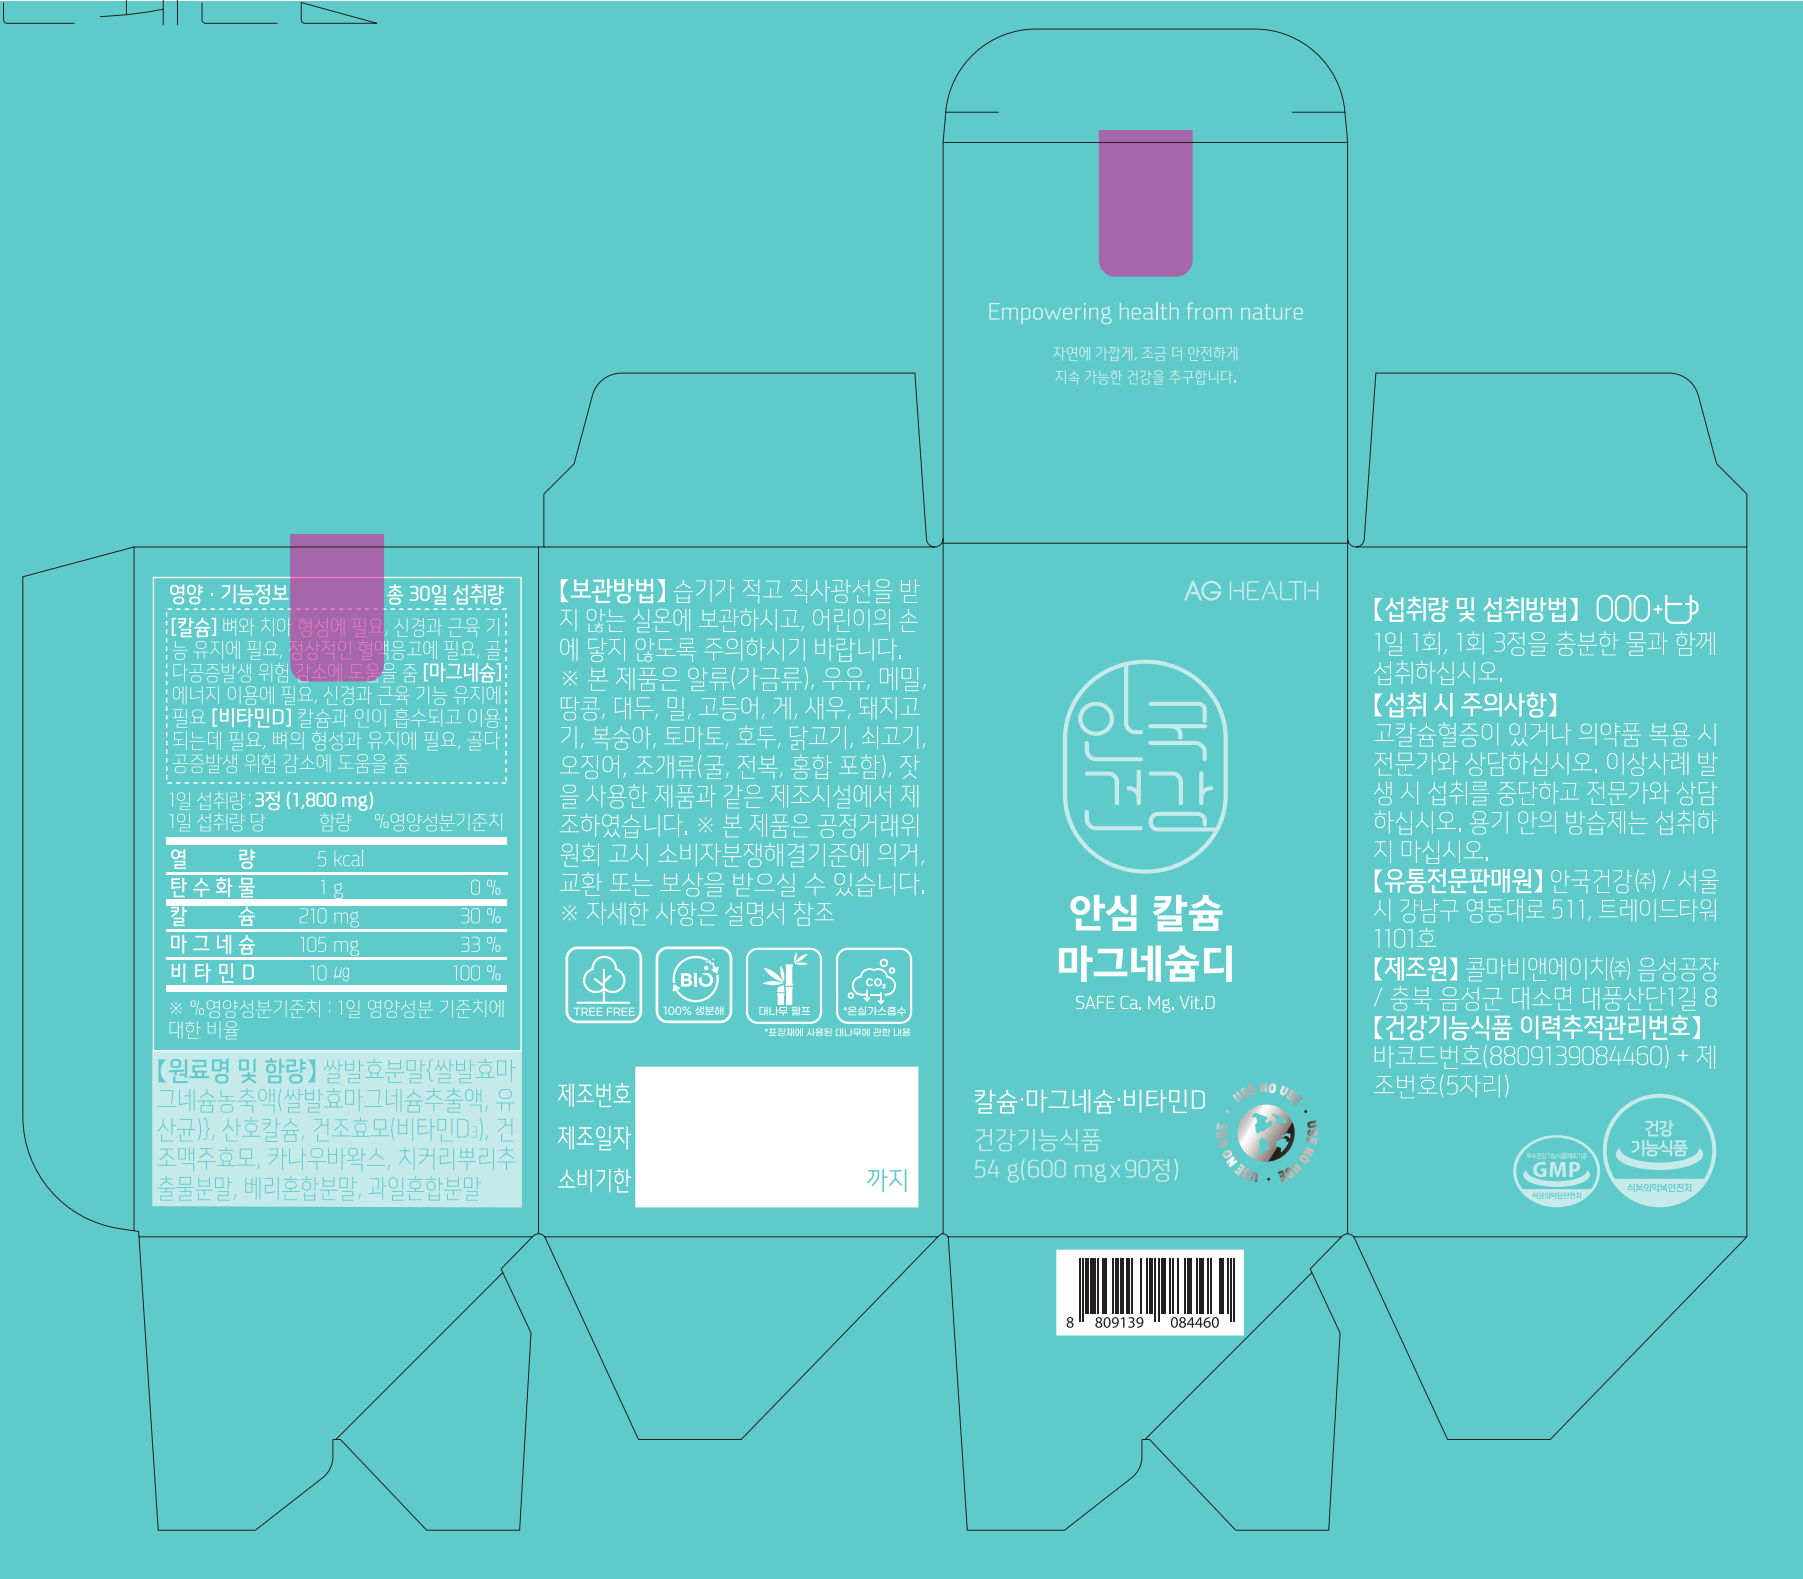 Empowering health from nature
자연에 가깝게, 조금 더 안전하게
지속 가능한 건강을 추구합니다.
영양 · 기능정보 총 30일 섭취량
[칼슘] 뼈와 치아 형성에 필요, 신경과 근육 기
능 유지에 필요, 정상적인 혈액응고에 필요, 골
다공증발생 위험 감소에 도움을 줌 [마그네슘]
에너지 이용에 필요, 신경과 근육 기능 유지에
필요 [비타민D] 칼슘과 인이 흡수되고 이용
되는데 필요, 뼈의 형성과 유지에 필요, 골다
공증발생 위험 감소에 도움을 줌
1일 섭취량 : 3정 (1,800 mg)
1일 섭취량 당 함량 %영양성분기준치
열 량 5 kcal
탄수화물 1 g 0 %
칼 슘 210 mg 30 %
마그네슘 105 mg 33 %
비타민D 10 μg 100 %
※ %영양성분기준치 : 1일 영양성분 기준치에
대한 비율
【원료명 및 함량】 쌀발효분말{쌀발효마
그네슘농축액(쌀발효마그네슘추출액, 유
산균)}, 산호칼슘, 건조효모(비타민D3), 건
조맥주효모, 카나우바왁스, 치커리뿌리추
출물분말, 베리혼합분말, 과일혼합분말
【보관방법】 습기가 적고 직사광선을 받
지 않는 실온에 보관하시고, 어린이의 손
에 닿지 않도록 주의하시기 바랍니다.
※ 본 제품은 알류(가금류), 우유, 메밀,
땅콩, 대두, 밀, 고등어, 게, 새우, 돼지고
기, 복숭아, 토마토, 호두, 닭고기, 쇠고기,
오징어, 조개류(굴, 전복, 홍합 포함), 잣
을 사용한 제품과 같은 제조시설에서 제
조하였습니다. ※ 본 제품은 공정거래위
원회 고시 소비자분쟁해결기준에 의거,
교환 또는 보상을 받으실 수 있습니다.
※ 자세한 사항은 설명서 참조
TREE FREE
BIO
100% 생분해
대나무 펄프
CO2
*온실가스흡수
*포장재에 사용된 대나무에 관한 내용
제조번호
제조일자
소비기한 까지
AG HEALTH
안국
건강
안심 칼슘
마그네슘디
SAFE Ca, Mg, Vit.D
칼슘·마그네슘·비타민D
건강기능식품
54 g(600 mg x 90정)
USE NO USE · USE NO USE · USE NO USE ·
8 809139 084460
【섭취량 및 섭취방법】 +
1일 1회, 1회 3정을 충분한 물과 함께
섭취하십시오.
【섭취 시 주의사항】
고칼슘혈증이 있거나 의약품 복용 시
전문가와 상담하십시오. 이상사례 발
생 시 섭취를 중단하고 전문가와 상담
하십시오. 용기 안의 방습제는 섭취하
지 마십시오.
【유통전문판매원】 안국건강㈜ / 서울
시 강남구 영동대로 511, 트레이드타워
1101호
【제조원】 콜마비앤에이치㈜ 음성공장
/ 충북 음성군 대소면 대풍산단1길 8
【건강기능식품 이력추적관리번호】
바코드번호(8809139084460) + 제
조번호(5자리)
우수건강기능식품제조기준
GMP
식품의약품안전처
건강
기능식품
식품의약품안전처